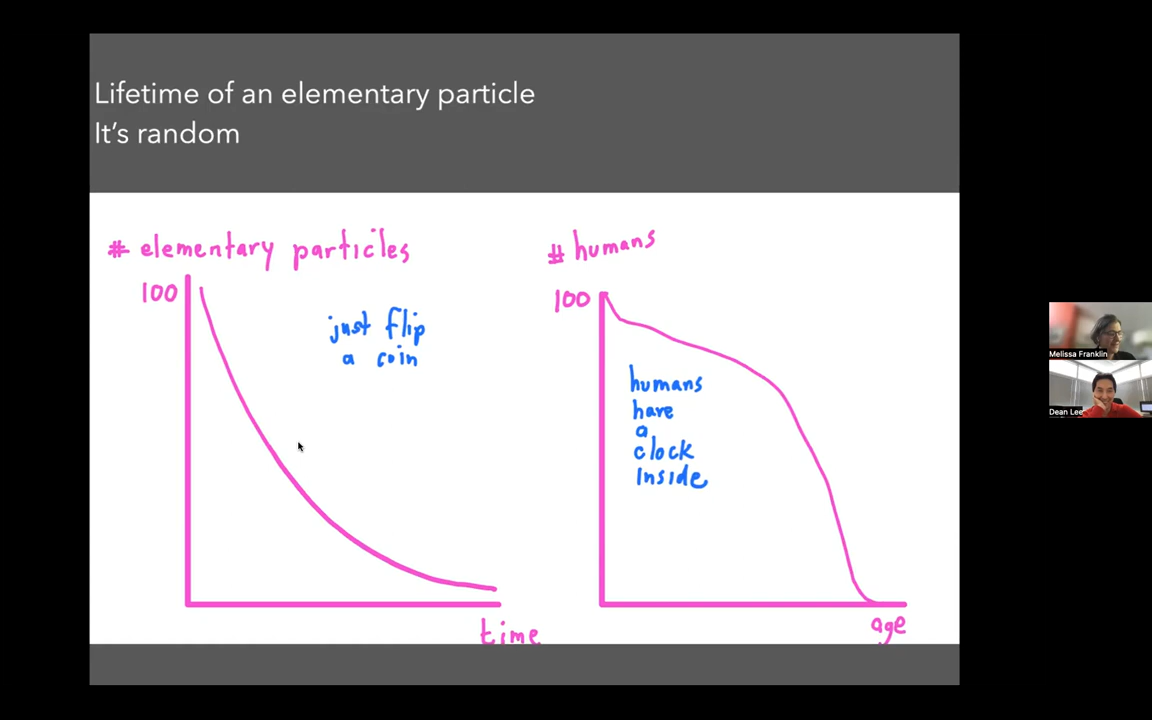 Lifetime of an elementary particle
It's random
# elementary particles
100
just flip
a coin
time
# humans
100
humans
have
a
clock
inside
age
Melissa Franklin
Dean Lee